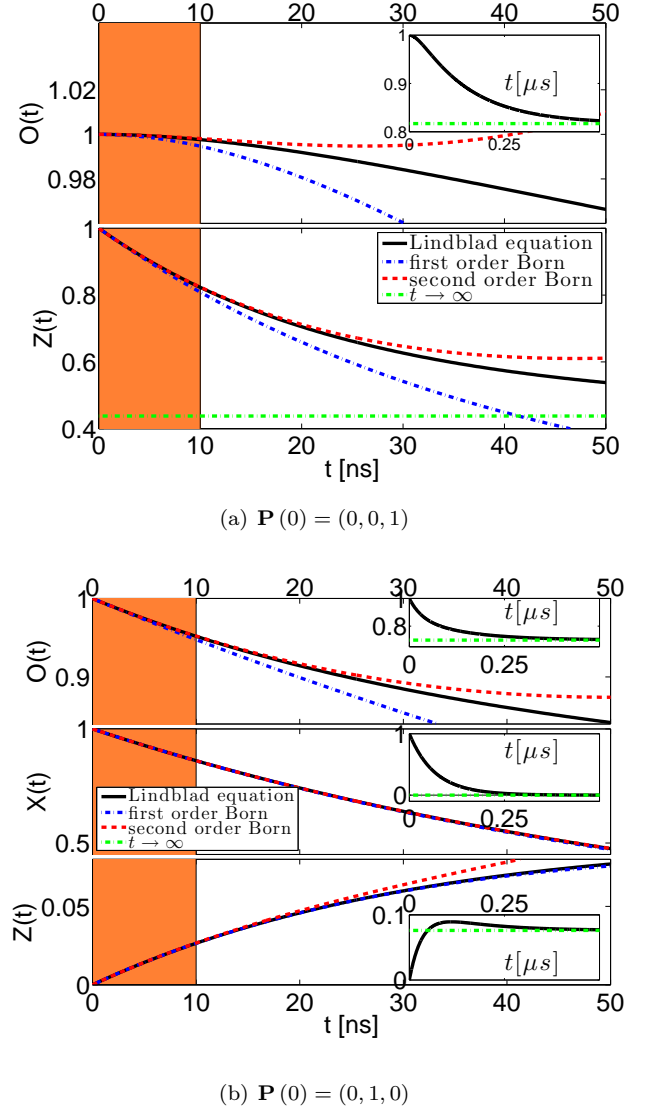 0 10 20 30 40 50
1.02
1
0.98
O(t)
1
0.9
0.8
t[μs]
0 0.25
1
0.8
0.6
0.4
Z(t)
Lindblad equation
first order Born
second order Born
t → ∞
0 10 20 30 40 50
t [ns]
(a) P (0) = (0, 0, 1)
0 10 20 30 40 50
1
0.9
O(t)
t[μs]
0.8
0 0.25
1
0.5
X(t)
Lindblad equation
first order Born
second order Born
t → ∞
1
t[μs]
0
0 0.25
0.05
0
Z(t)
0 0.25
0.1
0
t[μs]
0 10 20 30 40 50
t [ns]
(b) P (0) = (0, 1, 0)